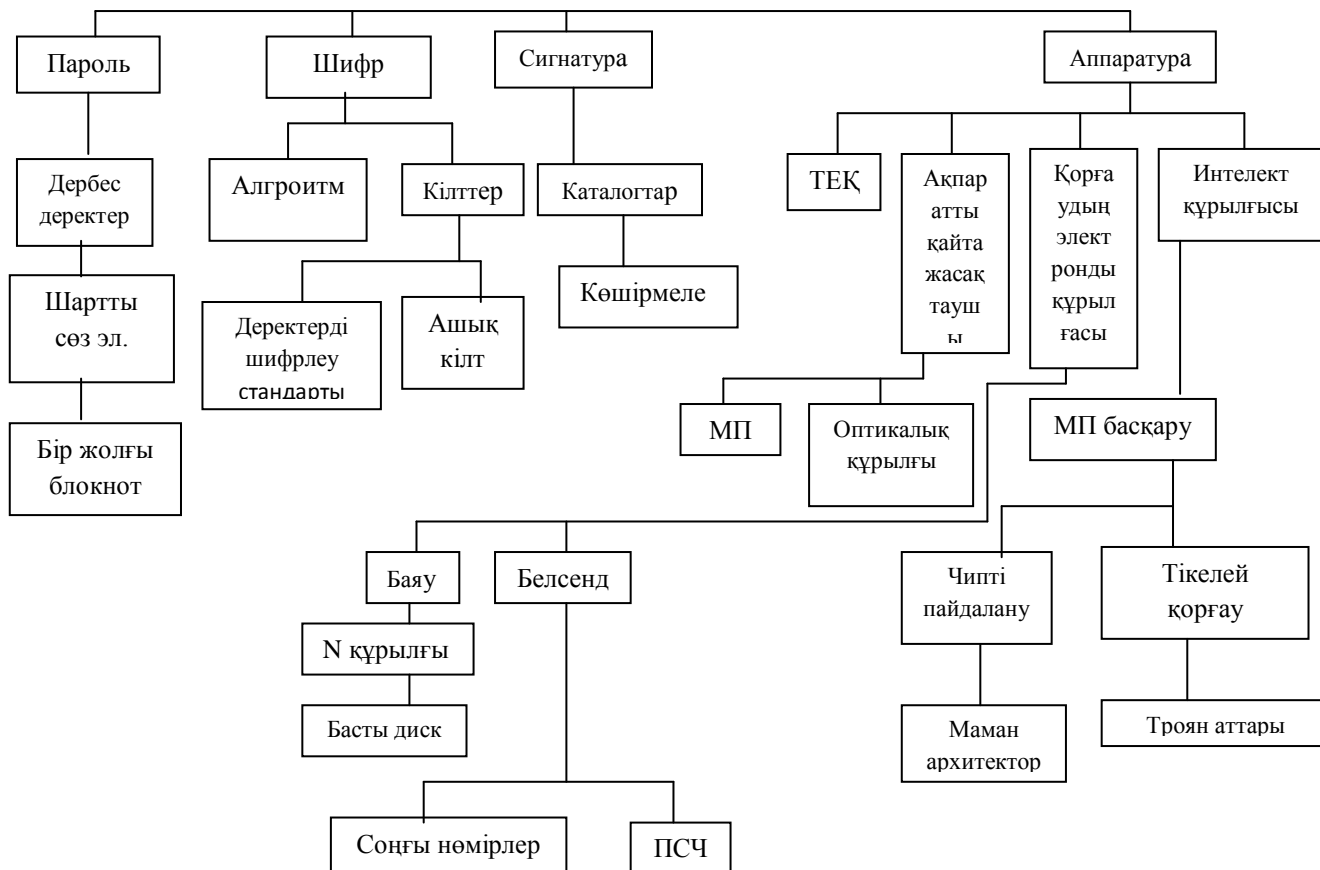 Пароль
Шифр
Сигнатура
Аппаратура
Дербес
деректер
Алгроитм
Кілттер
Каталогтар
ТЕҚ
Ақпар
атты
қайта
жасақ
тауш
ы
Қорға
удың
элект
ронды
құрыл
ғасы
Интелект
құрылғысы
Шартты
сөз эл.
Деректерді
шифрлеу
стандарты
Ашық
кілт
Көшірмеле
Бір жолғы
блокнот
МП
Оптикалық
құрылғы
МП басқару
Баяу
Белсенд
Чипті
пайдалану
Тікелей
қорғау
N құрылғы
Басты диск
Маман
архитектор
Троян аттары
Соңғы нөмірлер
ПСЧ